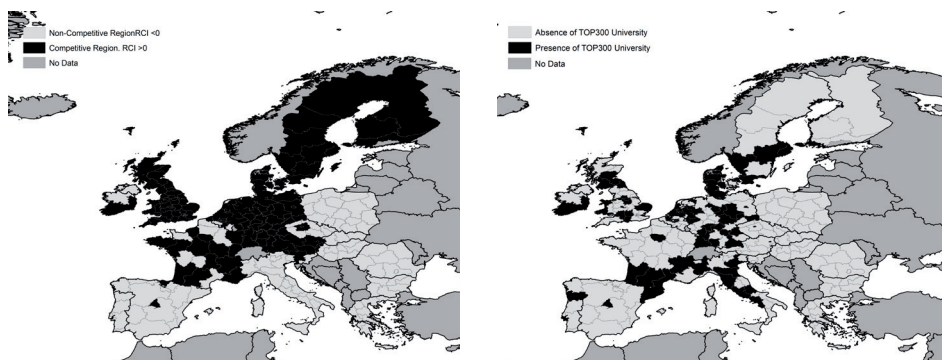 Non-Competitive RegionRCI <0
Competitive Region. RCI >0
No Data
Absence of TOP300 University
Presence of TOP300 University
No Data